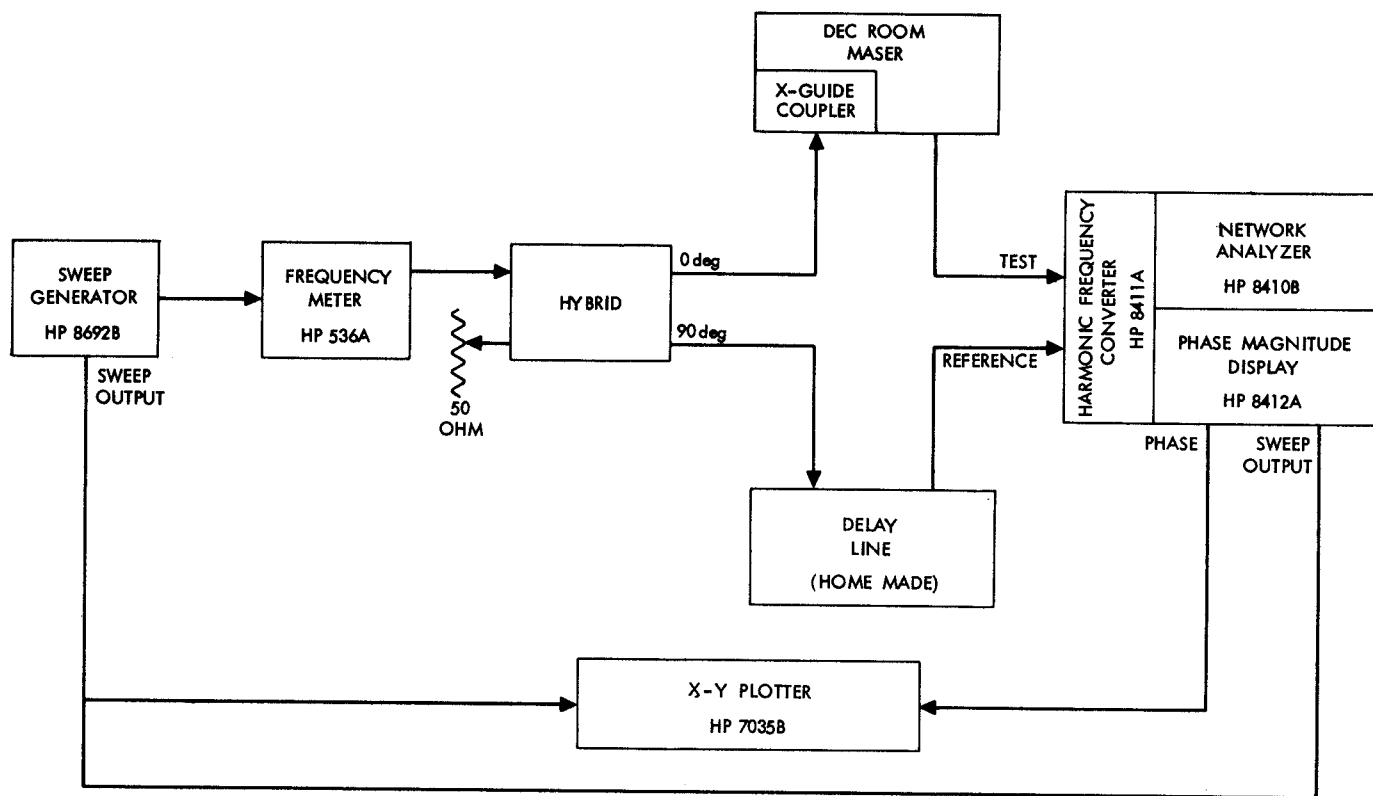 DEC ROOM
MASER
X-GUIDE
COUPLER
SWEEP
GENERATOR
HP 8692B
FREQUENCY
METER
HP 536A
HYBRID
0 deg
90 deg
50
OHM
SWEEP
OUTPUT
TEST
REFERENCE
HARMONIC FREQUENCY
CONVERTER
HP 8411A
NETWORK
ANALYZER
HP 8410B
PHASE MAGNITUDE
DISPLAY
HP 8412A
PHASE
SWEEP
OUTPUT
DELAY
LINE
(HOME MADE)
X-Y PLOTTER
HP 7035B